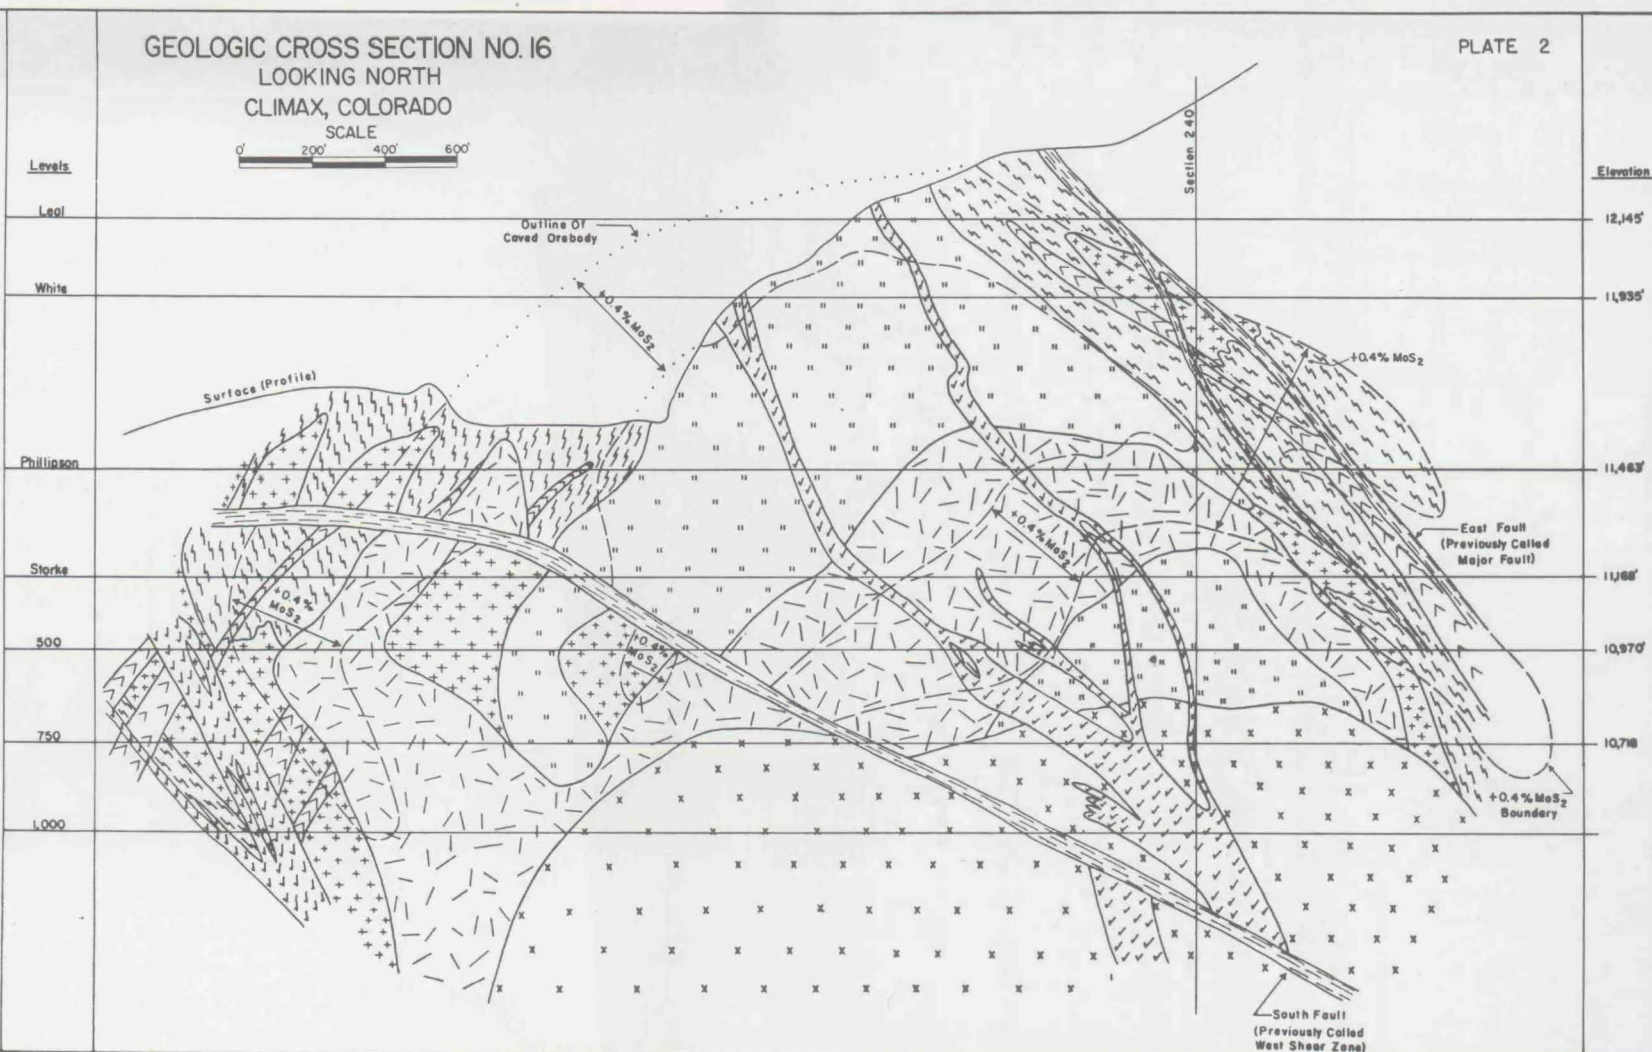 GEOLOGIC CROSS SECTION NO. 16
LOOKING NORTH
CLIMAX, COLORADO
SCALE
0' 200' 400' 600'
PLATE 2
Levels
Leal
White
Phillipson
Storke
500
750
1,000
Elevation
12,145'
11,935'
11,463'
11,168'
10,970'
10,718
Section 240
Outline Of
Caved Orebody
+0.4% MoS2
Surface (Profile)
+0.4% MoS2
+0.4% MoS2
+0.4%
MoS2
+0.4%
MoS2
East Fault
(Previously Called
Major Fault)
+0.4% MoS2
Boundary
South Fault
(Previously Called
West Shear Zone)